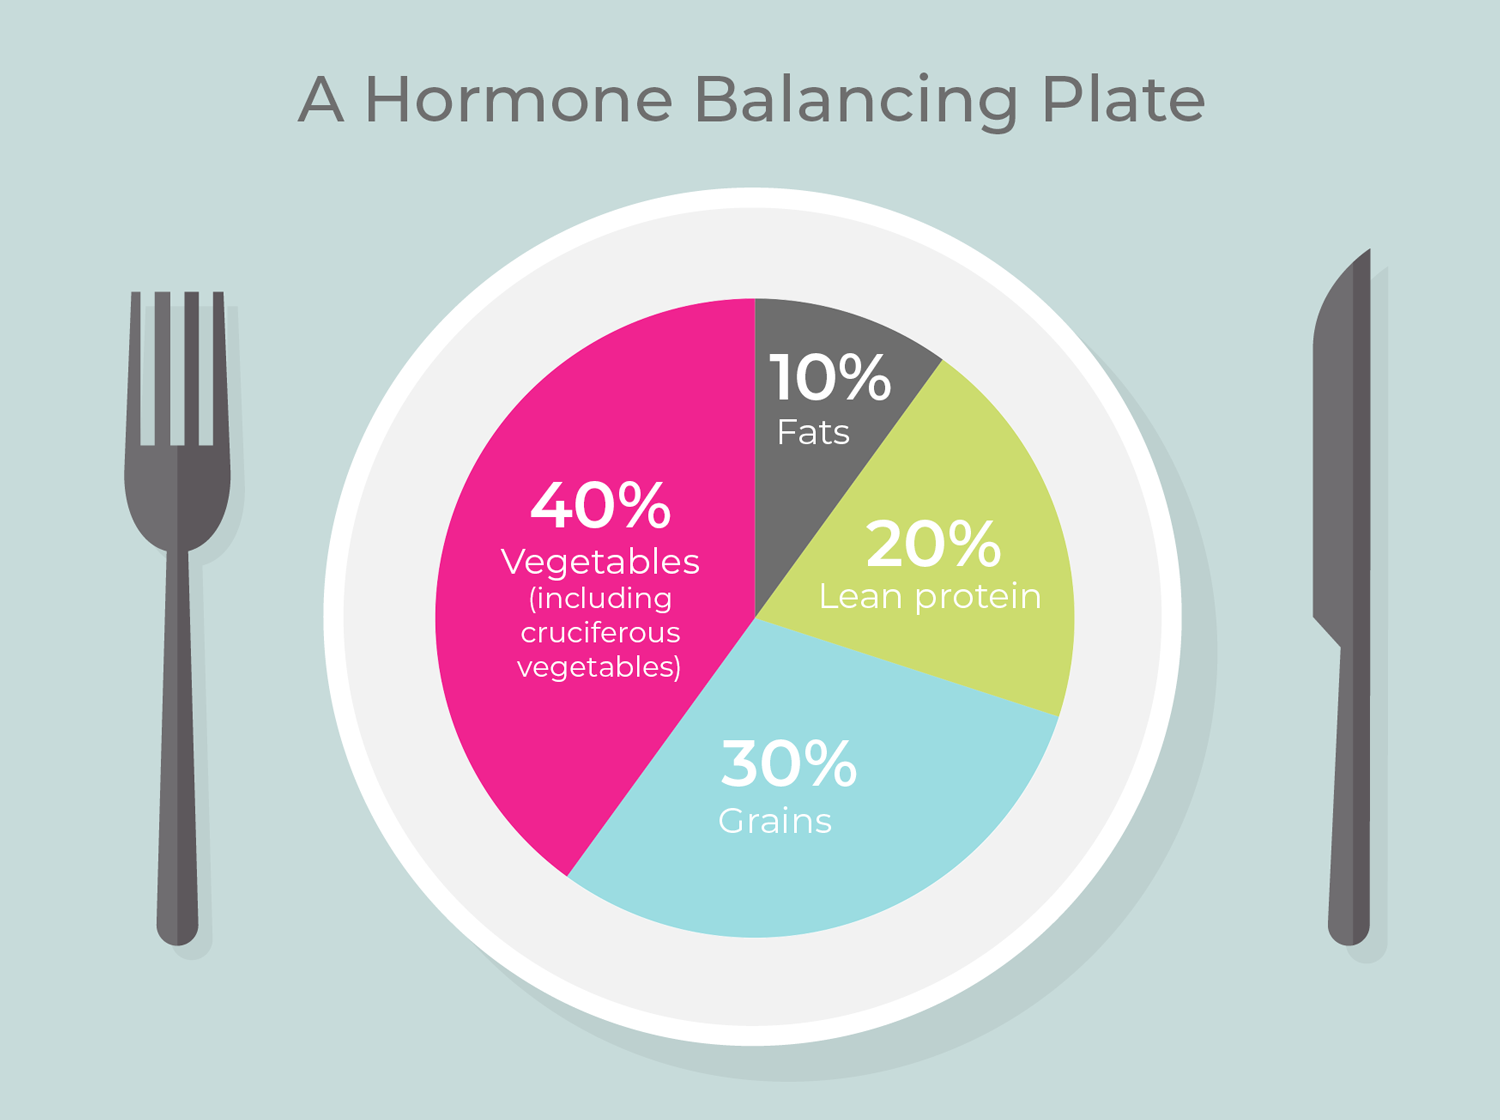 A Hormone Balancing Plate
10%
Fats
20%
Lean protein
30%
Grains
40%
Vegetables
(including
cruciferous
vegetables)